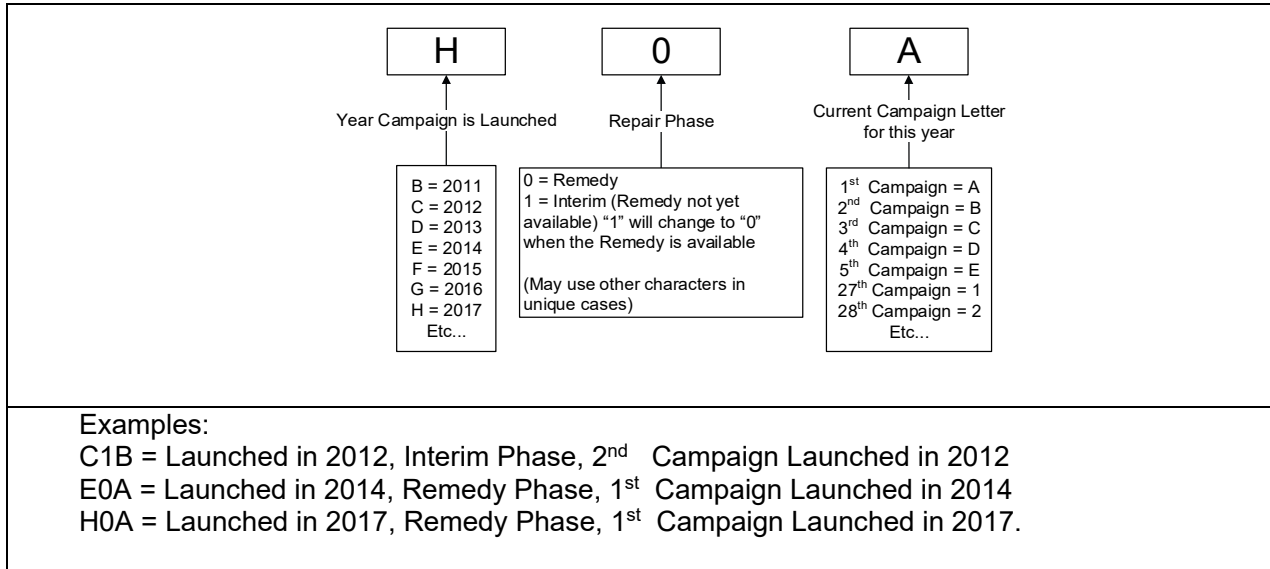 H
0
A
Year Campaign is Launched
Repair Phase
Current Campaign Letter
for this year
B = 2011
C = 2012
D = 2013
E = 2014
F = 2015
G = 2016
H = 2017
Etc...
0 = Remedy
1 = Interim (Remedy not yet
available) “1” will change to “0”
when the Remedy is available
(May use other characters in
unique cases)
1st Campaign = A
2nd Campaign = B
3rd Campaign = C
4th Campaign = D
5th Campaign = E
27th Campaign = 1
28th Campaign = 2
Etc...
Examples:
C1B = Launched in 2012, Interim Phase, 2nd Campaign Launched in 2012
E0A = Launched in 2014, Remedy Phase, 1st Campaign Launched in 2014
H0A = Launched in 2017, Remedy Phase, 1st Campaign Launched in 2017.